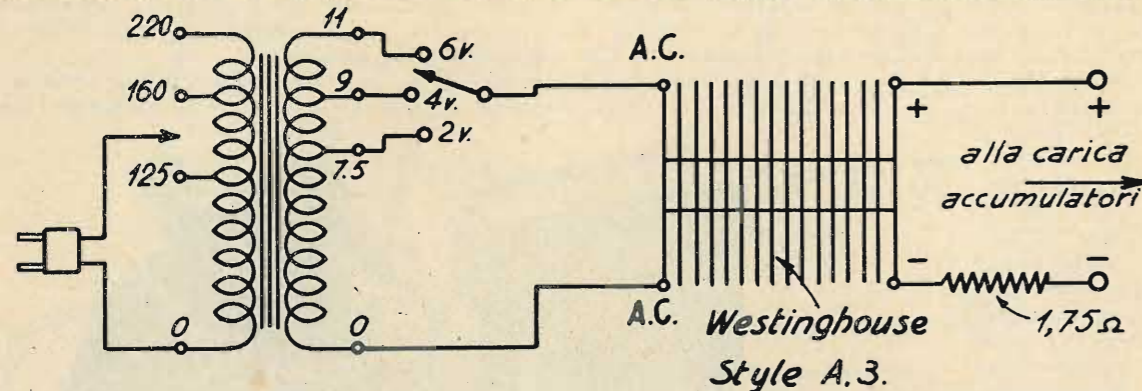 220
160
125
0
11
9
7.5
0
6v.
4v.
2v.
A.C.
A.C.
Westinghouse
Style A.3.
+
+
alla carica
accumulatori
-
-
1,75Ω